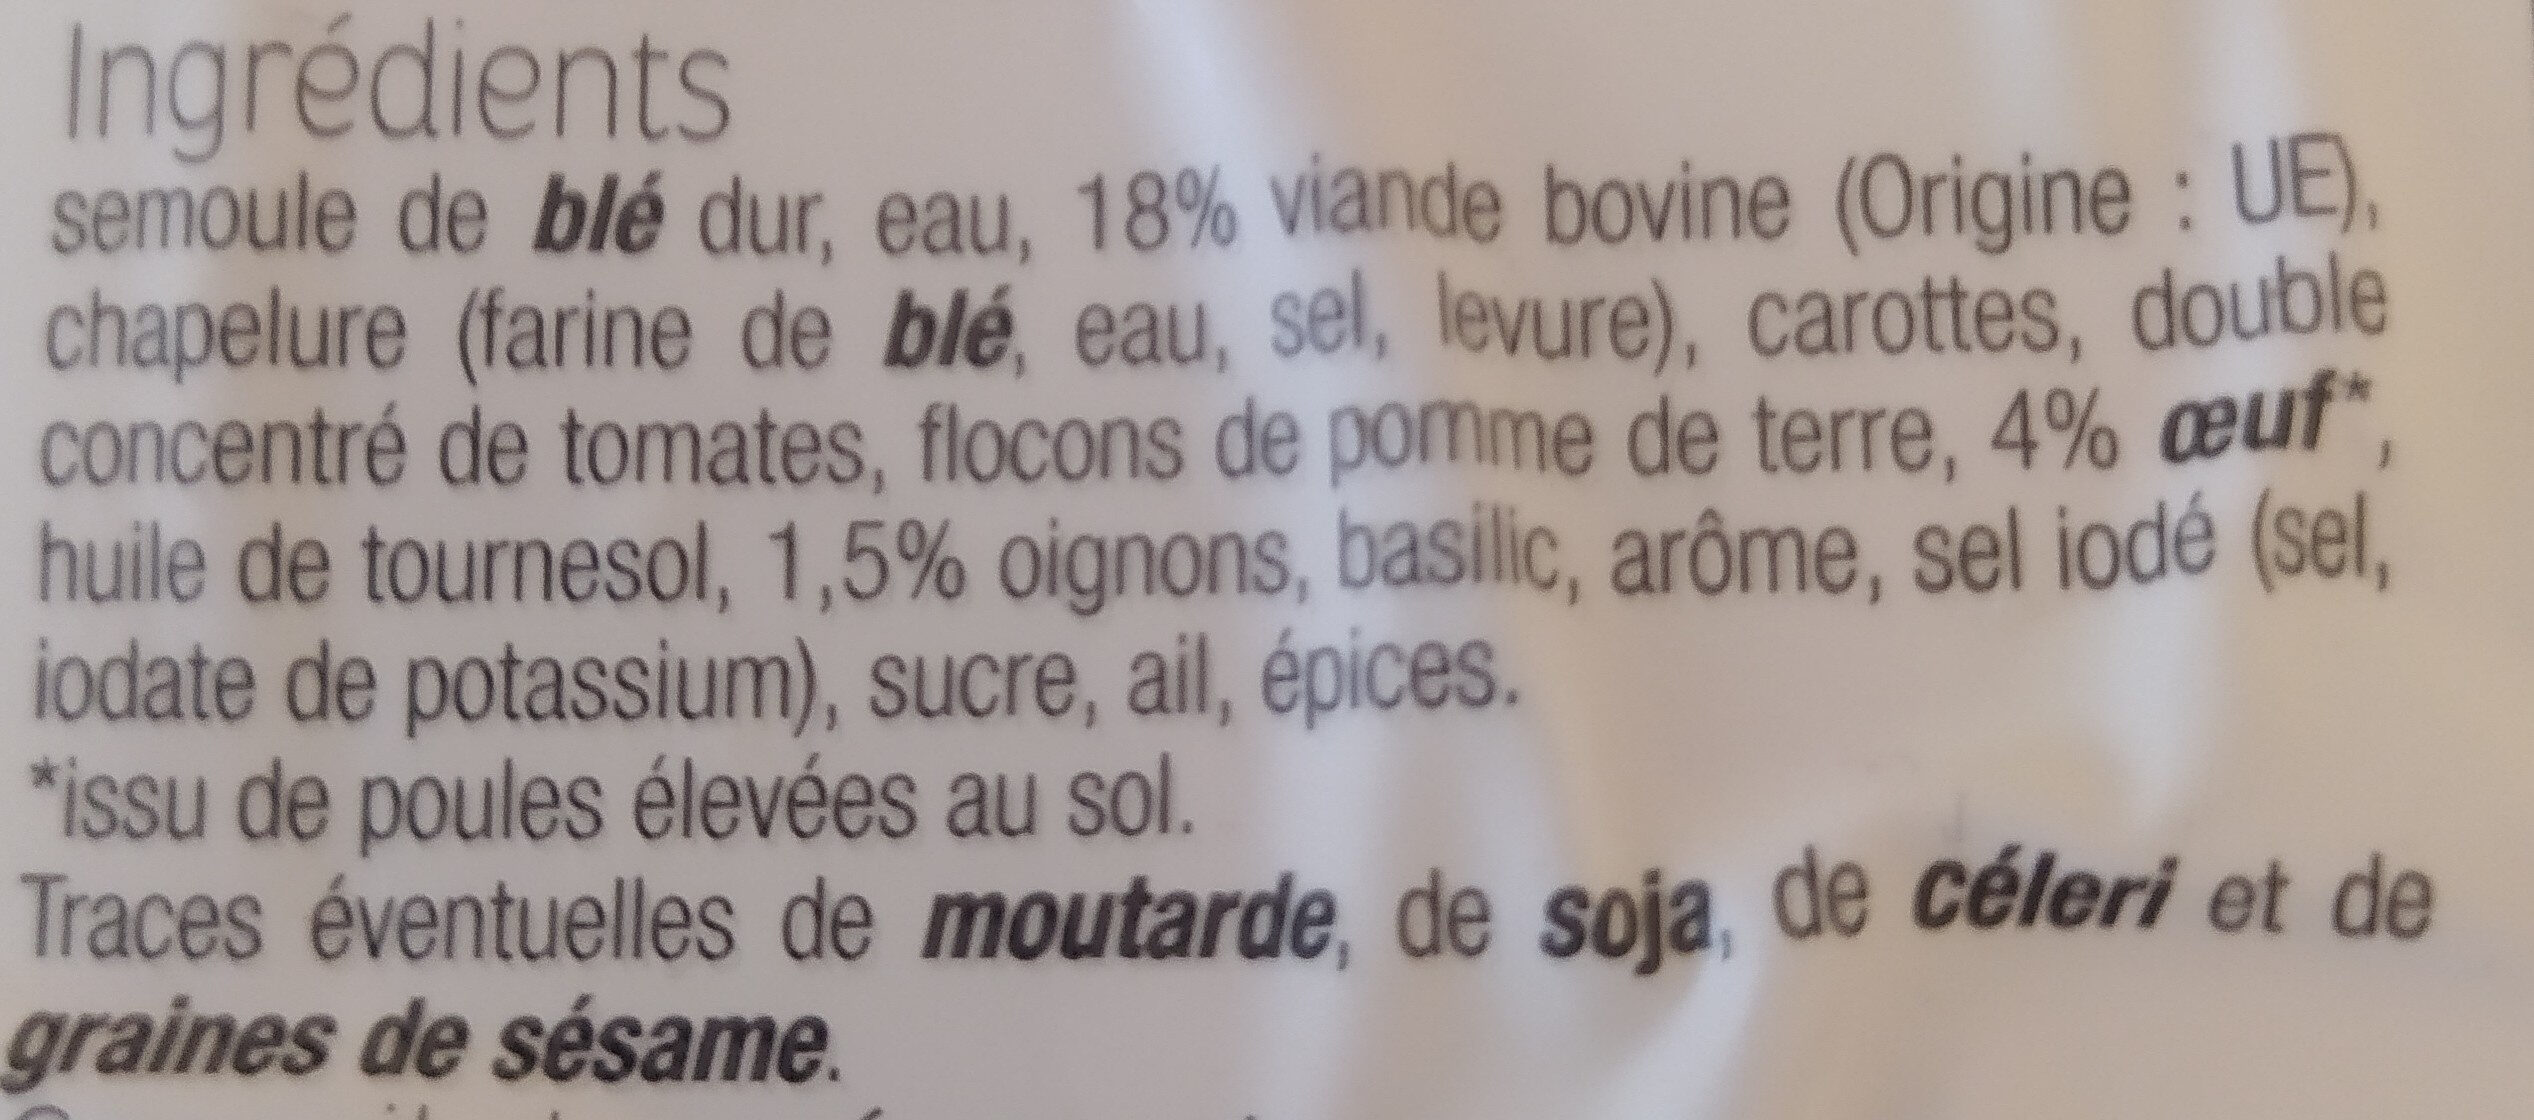 Ingrédients
semoule de blé dur, eau, 18% viande bovine (Origine : UE),
chapelure (farine de blé, eau, sel, levure), carottes, double
concentré de tomates, flocons de pomme de terre, 4% œuf*,
huile de tournesol, 1,5% oignons, basilic, arôme, sel iodé (sel,
iodate de potassium), sucre, ail, épices.
*issu de poules élevées au sol.
Traces éventuelles de moutarde, de soja, de céleri et de
graines de sésame.